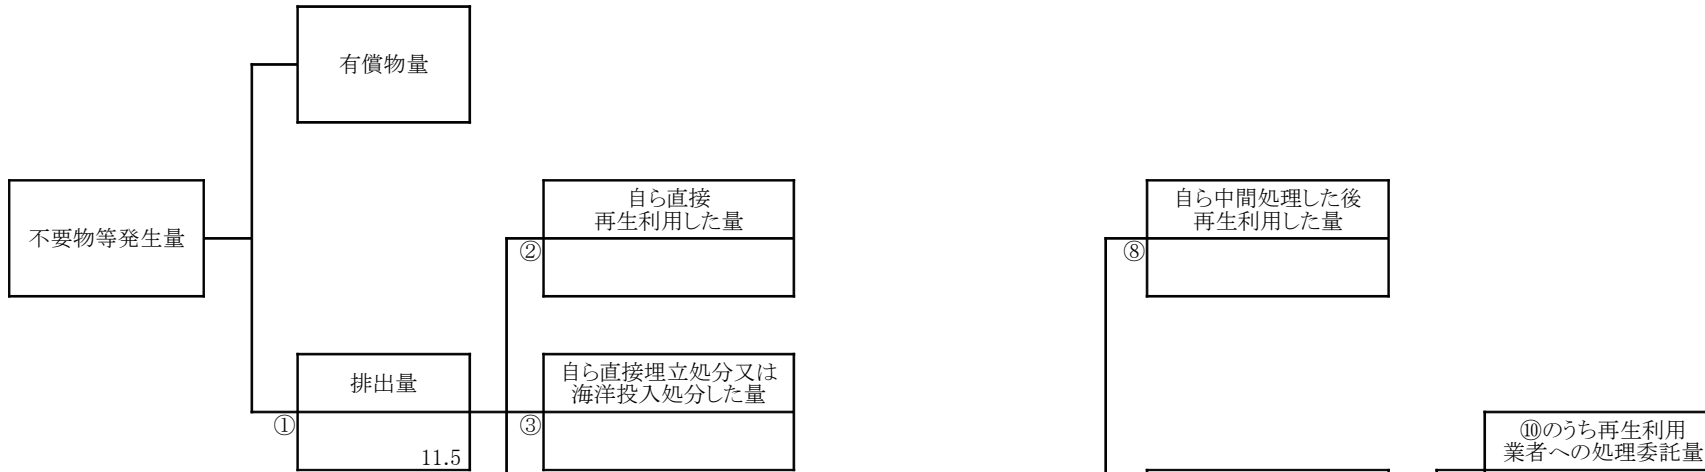 有償物量
不要物等発生量
自ら直接
再生利用した量
②
自ら中間処理した後
再生利用した量
⑧
排出量
①
11.5
自ら直接埋立処分又は
海洋投入処分した量
③
⑩のうち再生利用
業者への処理委託量